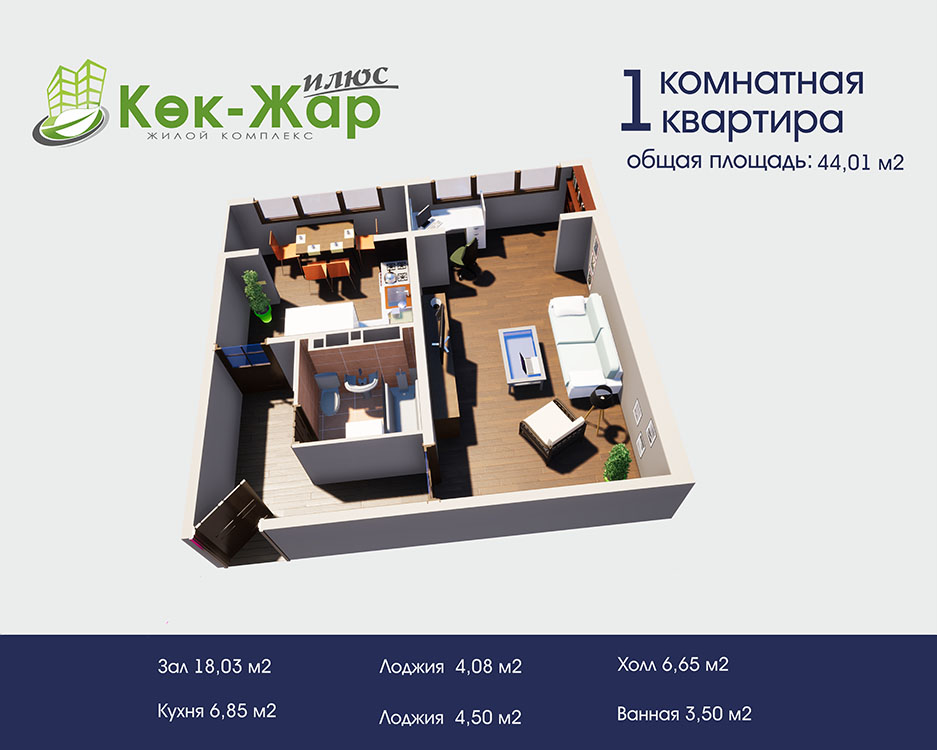 плюс
Көк-Жар
ЖИЛОЙ КОМПЛЕКС
1 комнатная
квартира
общая площадь: 44,01 м2
Зал 18,03 м2
Лоджия 4,08 м2
Холл 6,65 м2
Кухня 6,85 м2
Лоджия 4,50 м2
Ванная 3,50 м2